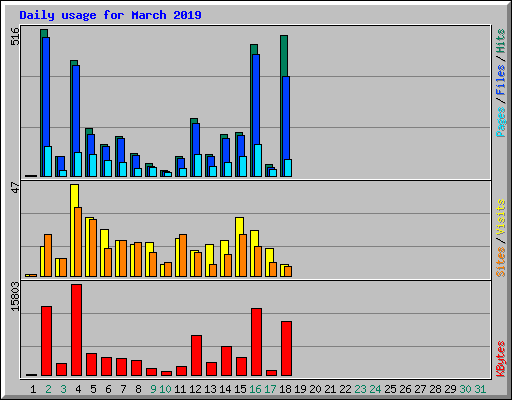 Daily usage for March 2019
516
47
15803
Pages / Files / Hits
Sites / Visits
KBytes
1 2 3 4 5 6 7 8 9 10 11 12 13 14 15 16 17 18 19 20 21 22 23 24 25 26 27 28 29 30 31